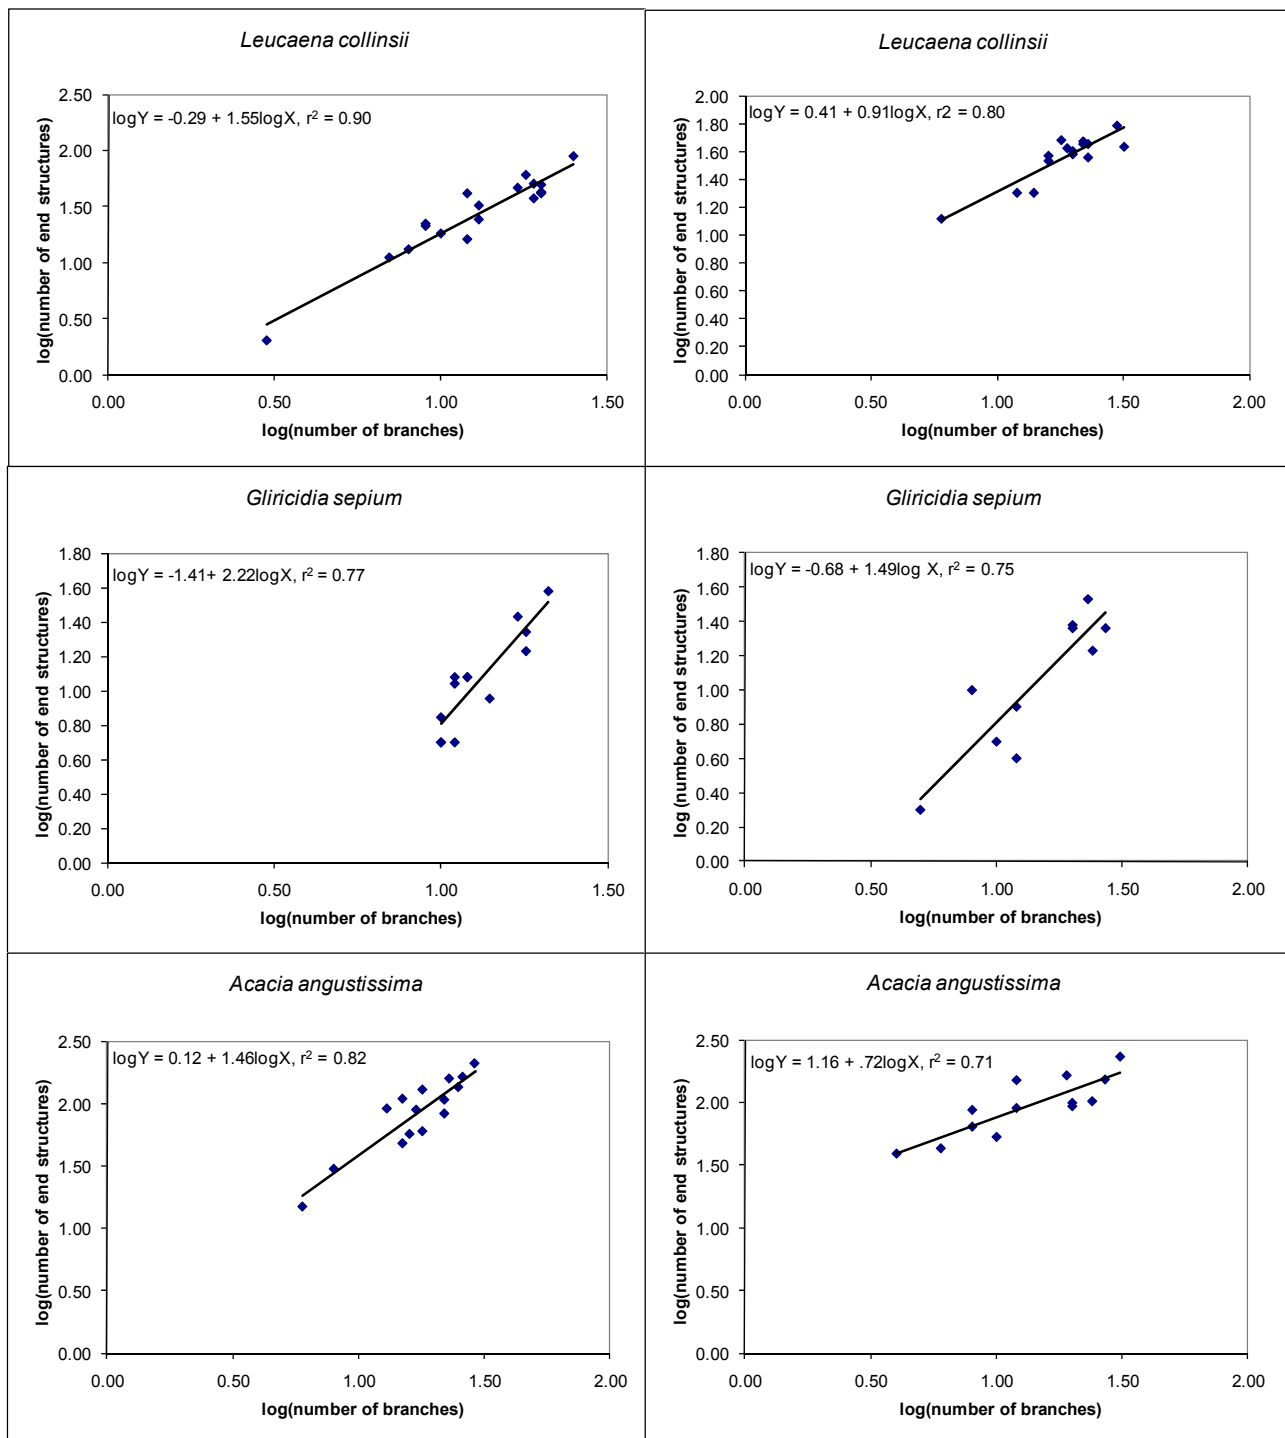 Leucaena collinsii
logY = -0.29 + 1.55logX, r² = 0.90
log(number of end structures)
2.50
2.00
1.50
1.00
0.50
0.00
0.00 0.50 1.00 1.50
log(number of branches)
Leucaena collinsii
logY = 0.41 + 0.91logX, r2 = 0.80
log(number of end structures)
2.00
1.80
1.60
1.40
1.20
1.00
0.80
0.60
0.40
0.20
0.00
0.00 0.50 1.00 1.50 2.00
log(number of branches)
Gliricidia sepium
logY = -1.41+ 2.22logX, r² = 0.77
log(number of end structures)
1.80
1.60
1.40
1.20
1.00
0.80
0.60
0.40
0.20
0.00
0.00 0.50 1.00 1.50
log(number of branches)
Gliricidia sepium
logY = -0.68 + 1.49log X, r² = 0.75
log (number of end structures)
1.80
1.60
1.40
1.20
1.00
0.80
0.60
0.40
0.20
0.00
0.00 0.50 1.00 1.50 2.00
log(number of branches)
Acacia angustissima
logY = 0.12 + 1.46logX, r² = 0.82
log(number of end structures)
2.50
2.00
1.50
1.00
0.50
0.00
0.00 0.50 1.00 1.50 2.00
log(number of branches)
Acacia angustissima
logY = 1.16 + .72logX, r² = 0.71
log(number of end structures)
2.50
2.00
1.50
1.00
0.50
0.00
0.00 0.50 1.00 1.50 2.00
log(number of branches)